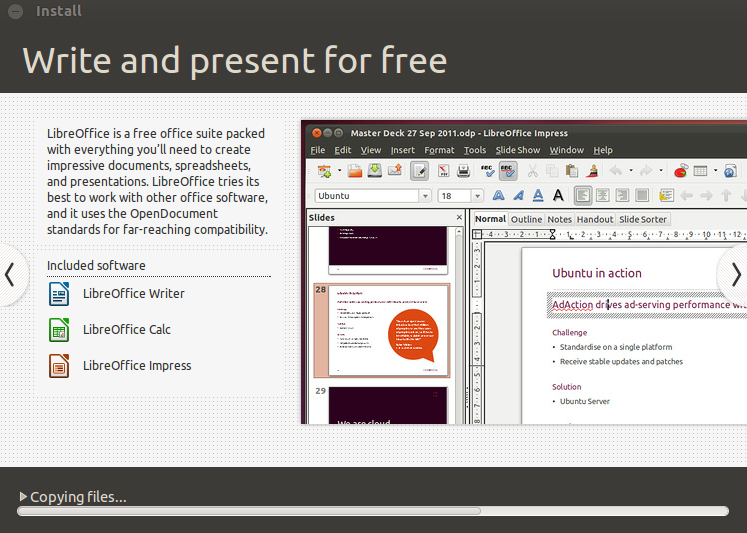 Install
Write and present for free
LibreOffice is a free office suite packed
with everything you'll need to create
impressive documents, spreadsheets,
and presentations. LibreOffice tries its
best to work with other office software,
and it uses the OpenDocument
standards for far-reaching compatibility.
Included software
LibreOffice Writer
LibreOffice Calc
LibreOffice Impress
Master Deck 27 Sep 2011.odp - LibreOffice Impress
File Edit View Insert Format Tools Slide Show Window Help
Ubuntu 18
Slides
Normal Outline Notes Handout Slide Sorter
28
29
We are cloud
Ubuntu in action
AdAction drives ad-serving performance
Challenge
• Standardise on a single platform
• Receive stable updates and patches
Solution
• Ubuntu Server
Copying files...